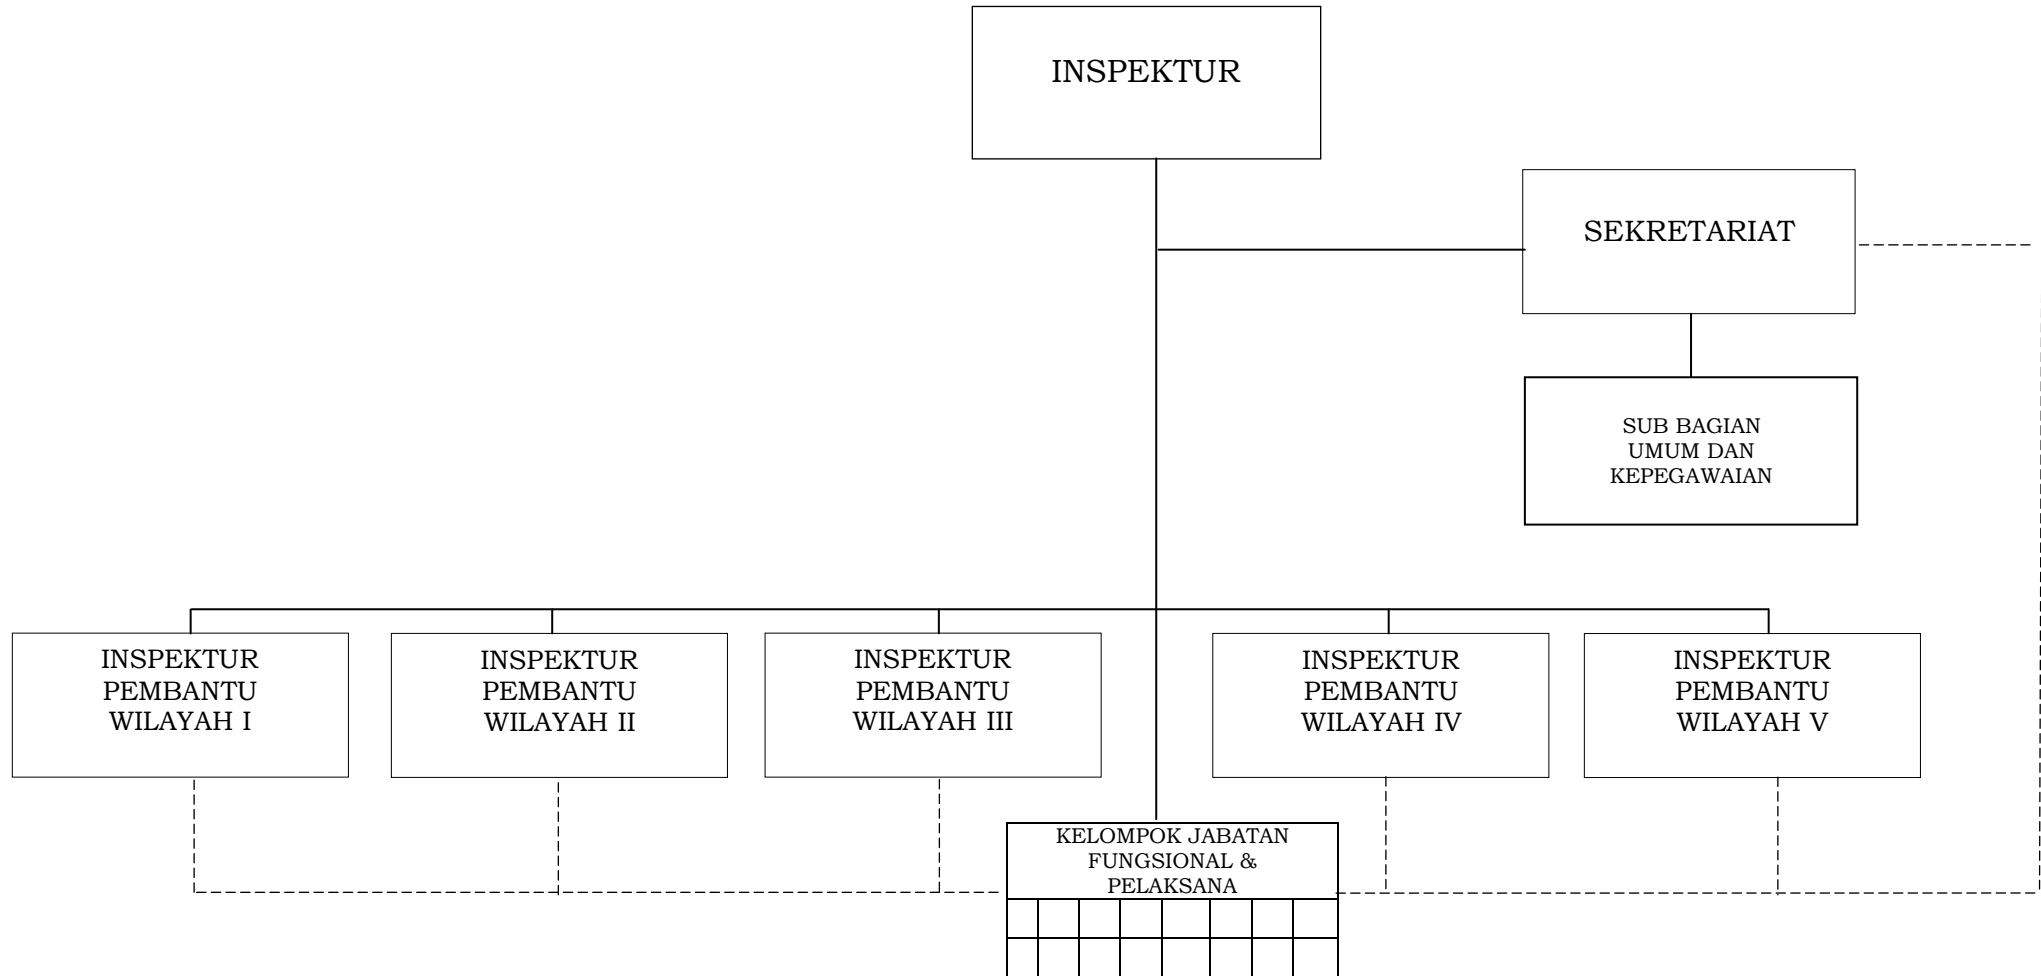 INSPEKTUR
SEKRETARIAT
SUB BAGIAN
UMUM DAN
KEPEGAWAIAN
INSPEKTUR
PEMBANTU
WILAYAH I
INSPEKTUR
PEMBANTU
WILAYAH II
INSPEKTUR
PEMBANTU
WILAYAH III
INSPEKTUR
PEMBANTU
WILAYAH IV
INSPEKTUR
PEMBANTU
WILAYAH V
KELOMPOK JABATAN
FUNGSIONAL &
PELAKSANA